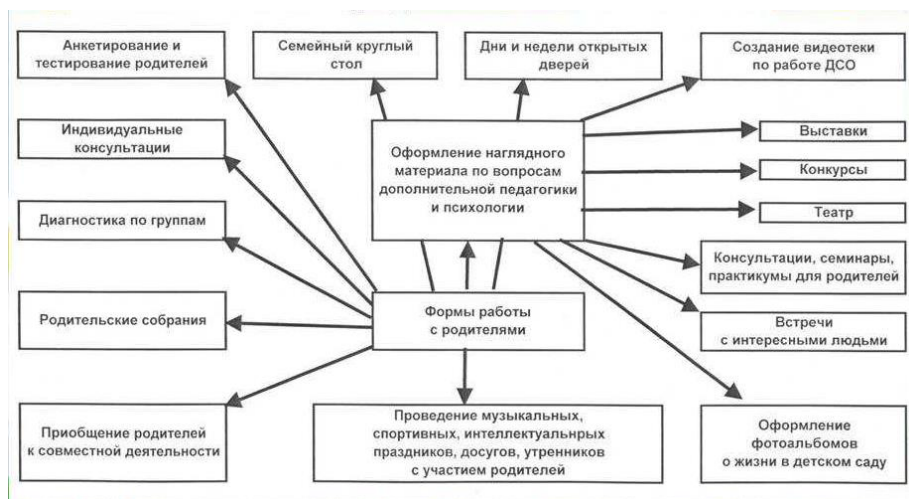 Анкетирование и
тестирование родителей
Семейный круглый
стол
Дни и недели открытых
дверей
Создание видеотеки
по работе ДСО
Индивидуальные
консультации
Оформление наглядного
материала по вопросам
дополнительной педагогики
и психологии
Выставки
Конкурсы
Диагностика по группам
Театр
Консультации, семинары,
практикумы для родителей
Родительские собрания
Формы работы
с родителями
Встречи
с интересными людьми
Приобщение родителей
к совместной деятельности
Проведение музыкальных,
спортивных, интеллектуальнрых
праздников, досугов, утренников
с участием родителей
Оформление
фотоальбомов
о жизни в детском саду